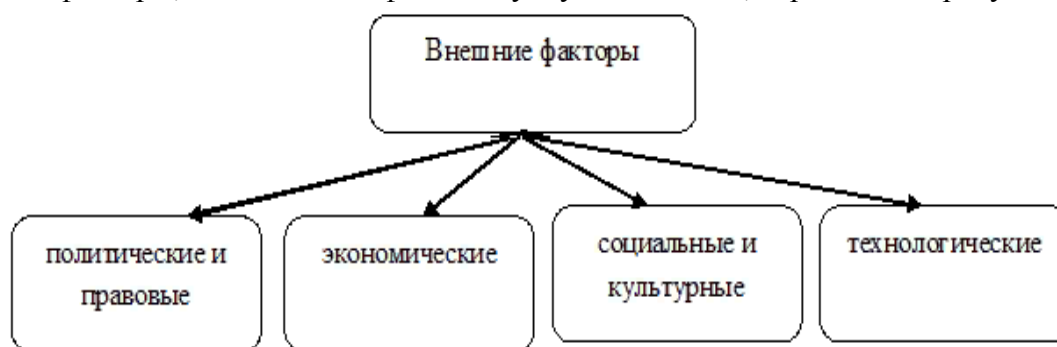 Внешние факторы
политические и
правовые
экономические
социальные и
культурные
технологические